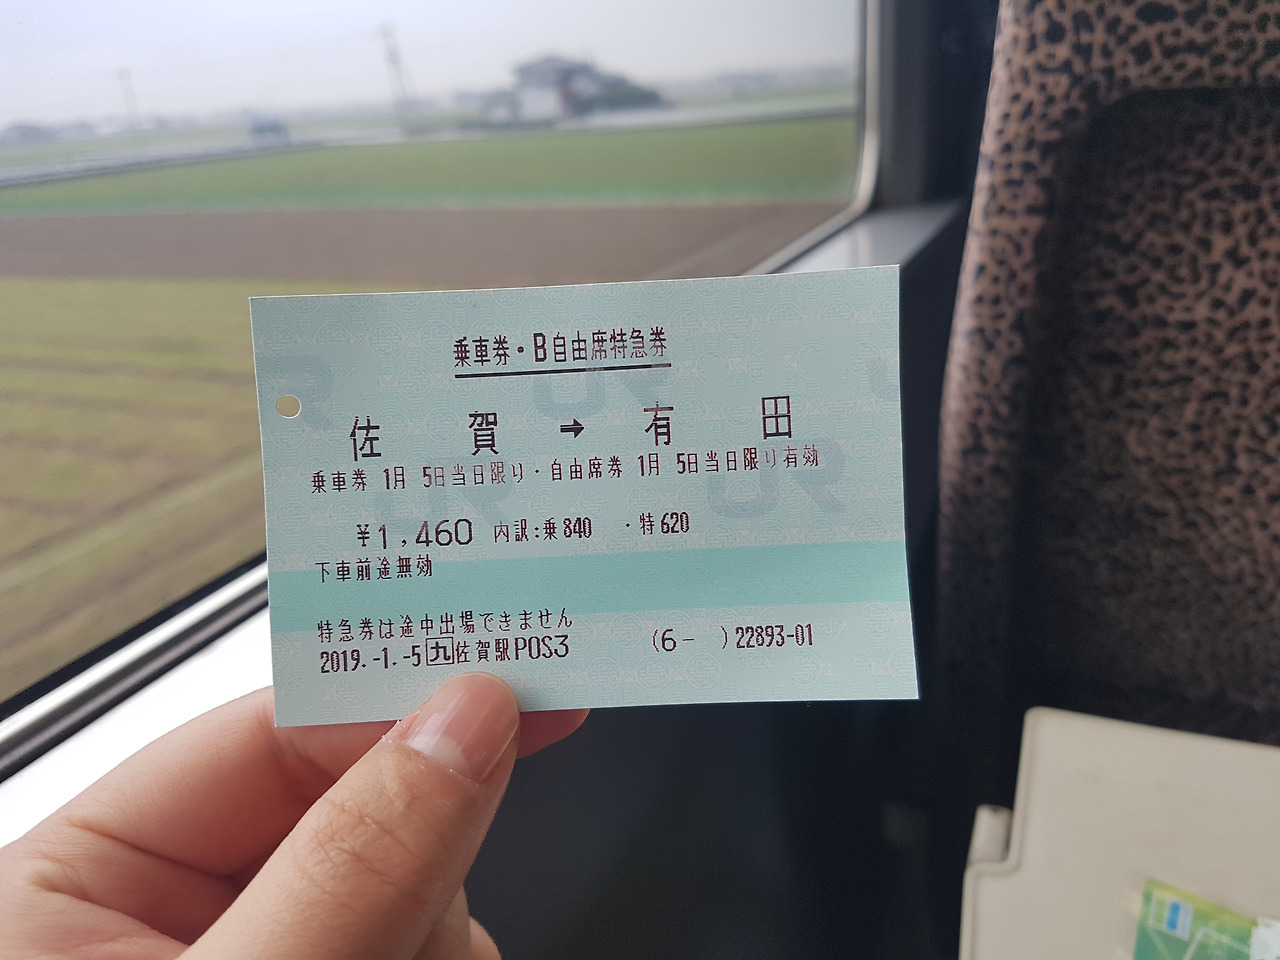 乗車券・B自由席特急券
佐賀 → 有田
乗車券 1月 5日当日限り・自由席券 1月 5日当日限り有効
¥1,460 内訳:乗840 ・特620
下車前途無効
特急券は途中出場できません
2019.-1.-5 九 佐賀駅POS3 (6- )22893-01